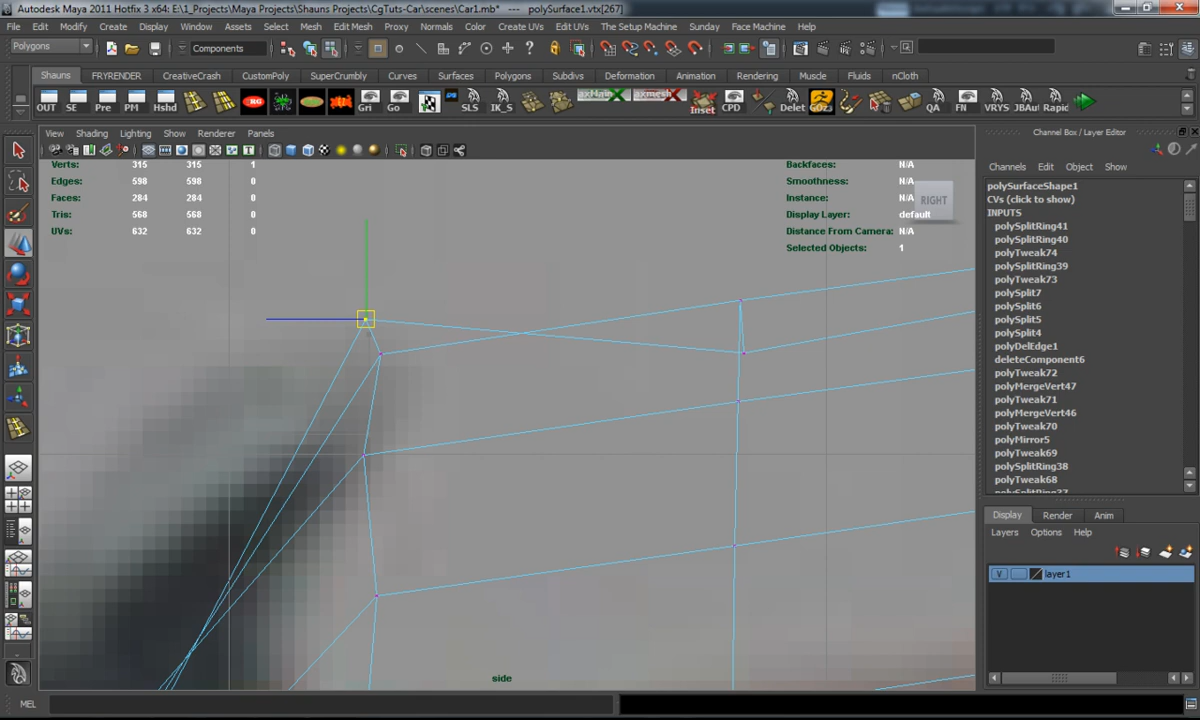 Autodesk Maya 2011 Hotfix 3 x64: E:\1_Projects\Maya Projects\Shauns Projects\CgTuts-Car\scenes\Car1.mb* --- polySurface1.vtx[267]
File Edit Modify Create Display Window Assets Select Mesh Edit Mesh Proxy Normals Color Create UVs Edit UVs The Setup Machine Sunday Face Machine Help
Polygons Components
Shauns FRYRENDER CreativeCrash CustomPoly SuperCrumbly Curves Surfaces Polygons Subdivs Deformation Animation Rendering Muscle Fluids nCloth
OUT SE Pre PM Hshd Gri Go SLS IK_S Inset CPD Delet GOz3 QA FN VRYS JBAut Rapic
View Shading Lighting Show Renderer Panels
Channel Box / Layer Editor
Channels Edit Object Show
Verts: 315 315 1
Edges: 598 598 0
Faces: 284 284 0
Tris: 568 568 0
UVs: 632 632 0
Backfaces: N/A
Smoothness: N/A
Instance: N/A
Display Layer: default
Distance From Camera: N/A
Selected Objects: 1
RIGHT
side
polySurfaceShape1
CVs (click to show)
INPUTS
polySplitRing41
polySplitRing40
polyTweak74
polySplitRing39
polyTweak73
polySplit7
polySplit6
polySplit5
polySplit4
polyDelEdge1
deleteComponent6
polyTweak72
polyMergeVert47
polyTweak71
polyMergeVert46
polyTweak70
polyMirror5
polyTweak69
polySplitRing38
polyTweak68
Display Render Anim
Layers Options Help
V layer1
MEL